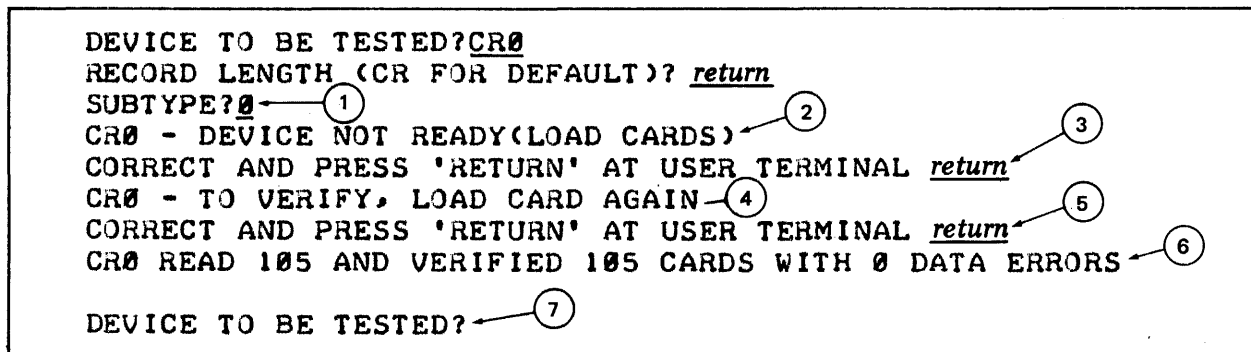 DEVICE TO BE TESTED?CR0
RECORD LENGTH (CR FOR DEFAULT)? return
SUBTYPE?0 1
CR0 - DEVICE NOT READY(LOAD CARDS) 2
CORRECT AND PRESS 'RETURN' AT USER TERMINAL return 3
CR0 - TO VERIFY, LOAD CARD AGAIN 4
CORRECT AND PRESS 'RETURN' AT USER TERMINAL return 5
CR0 READ 105 AND VERIFIED 105 CARDS WITH 0 DATA ERRORS 6
DEVICE TO BE TESTED? 7